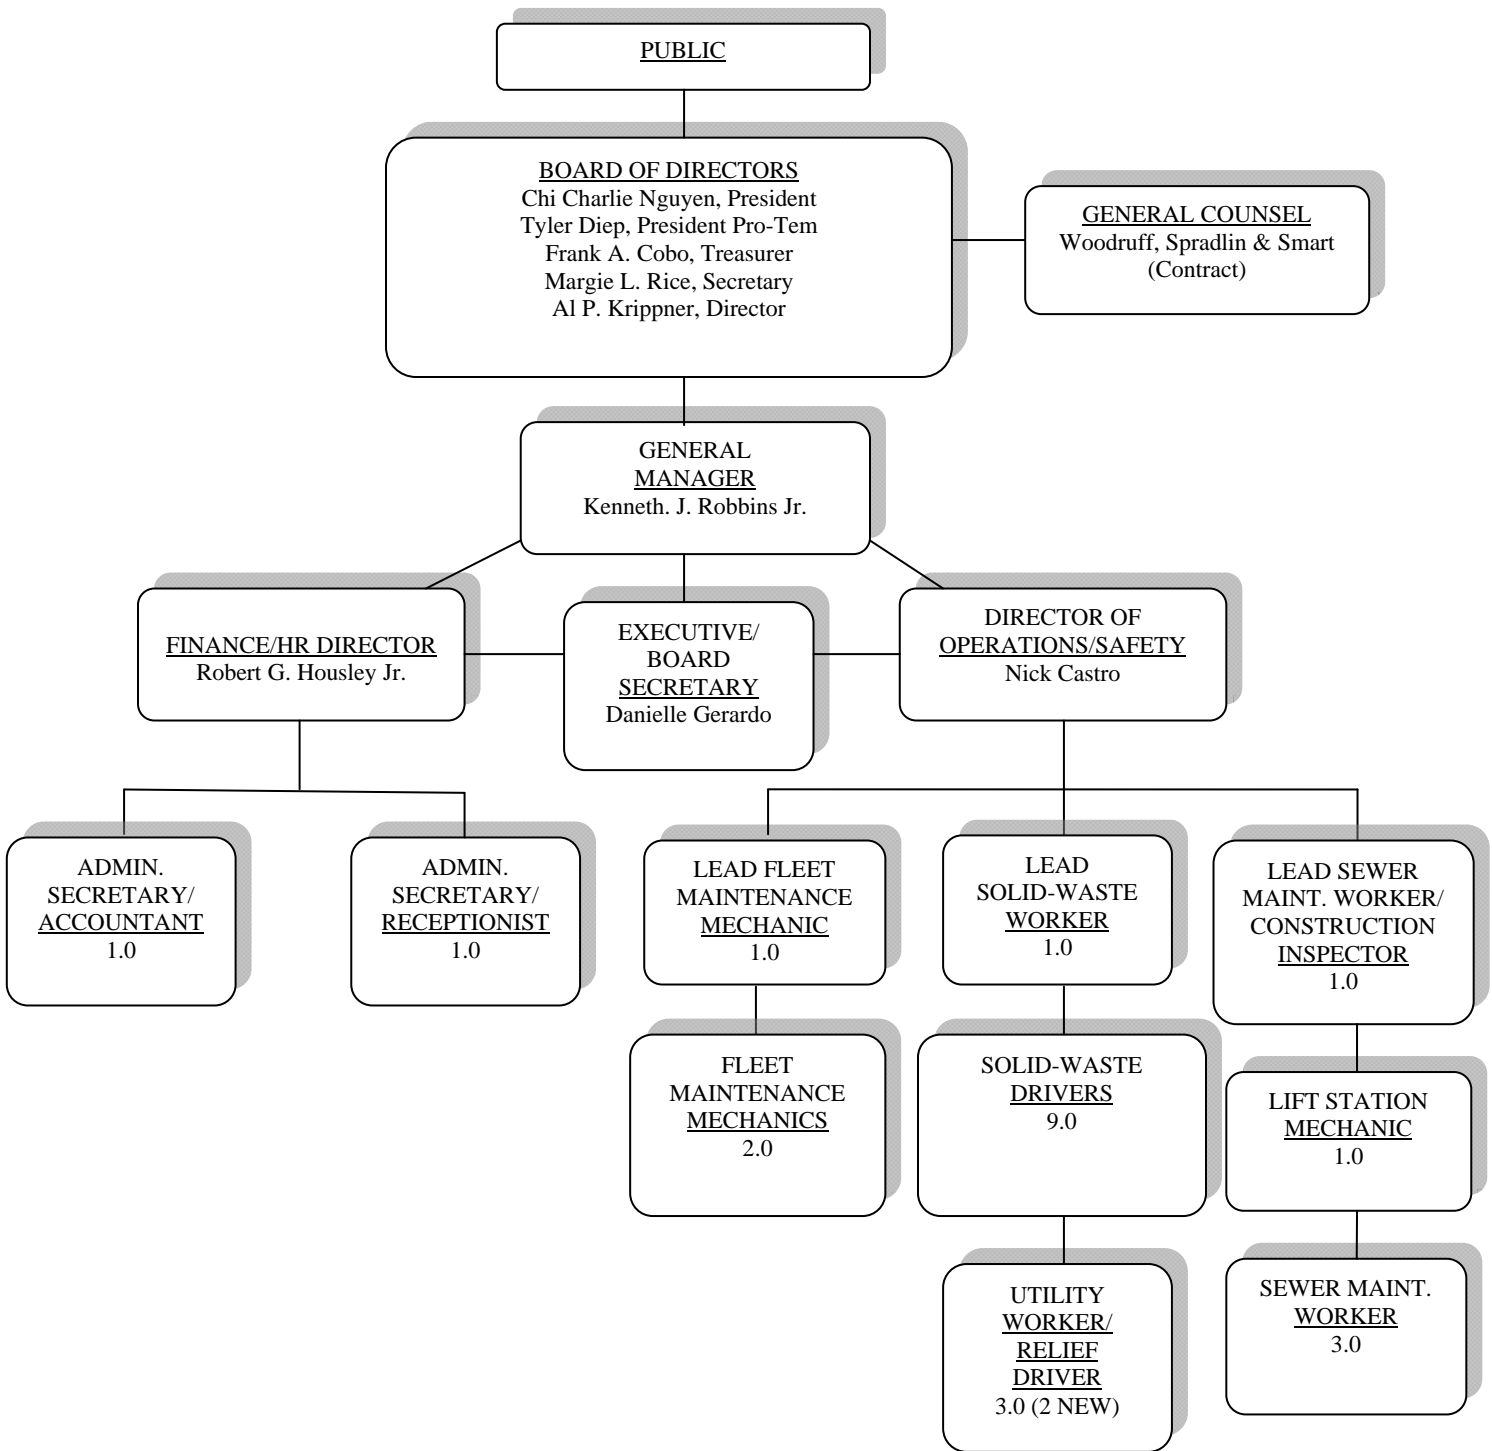 PUBLIC
BOARD OF DIRECTORS
Chi Charlie Nguyen, President
Tyler Diep, President Pro-Tem
Frank A. Cobo, Treasurer
Margie L. Rice, Secretary
Al P. Krippner, Director
GENERAL COUNSEL
Woodruff, Spradlin & Smart
(Contract)
GENERAL
MANAGER
Kenneth. J. Robbins Jr.
FINANCE/HR DIRECTOR
Robert G. Housley Jr.
EXECUTIVE/
BOARD
SECRETARY
Danielle Gerardo
DIRECTOR OF
OPERATIONS/SAFETY
Nick Castro
ADMIN.
SECRETARY/
ACCOUNTANT
1.0
ADMIN.
SECRETARY/
RECEPTIONIST
1.0
LEAD FLEET
MAINTENANCE
MECHANIC
1.0
LEAD
SOLID-WASTE
WORKER
1.0
LEAD SEWER
MAINT. WORKER/
CONSTRUCTION
INSPECTOR
1.0
FLEET
MAINTENANCE
MECHANICS
2.0
SOLID-WASTE
DRIVERS
9.0
LIFT STATION
MECHANIC
1.0
UTILITY
WORKER/
RELIEF
DRIVER
3.0 (2 NEW)
SEWER MAINT.
WORKER
3.0